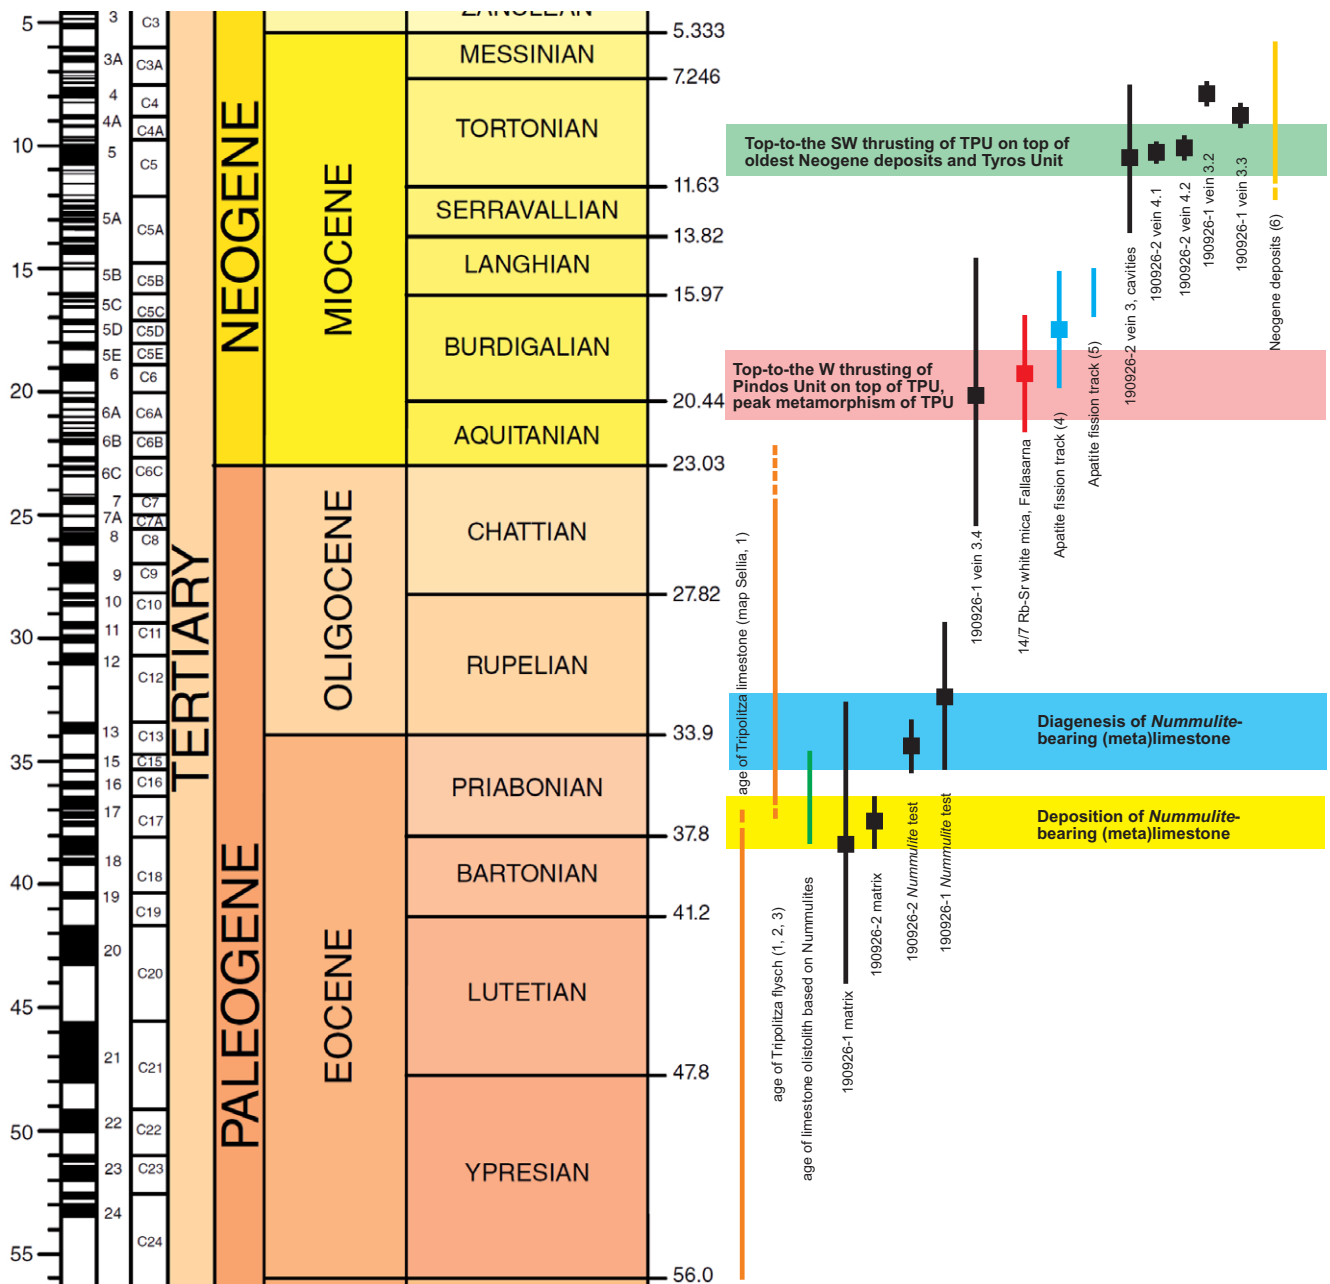 5
10
15
20
25
30
35
40
45
50
55
3
3A
4
4A
5
5A
5B
5C
5D
5E
6
6A
6B
6C
7
7A
8
9
10
11
12
13
15
16
17
18
19
20
21
22
23
24
C3
C3A
C4
C4A
C5
C5A
C5B
C5C
C5D
C5E
C6
C6A
C6B
C6C
C7
C7A
C8
C9
C10
C11
C12
C13
C15
C16
C17
C18
C19
C20
C21
C22
C23
C24
TERTIARY
NEOGENE
PALEOGENE
MIOCENE
OLIGOCENE
EOCENE
ZANCLEAN
MESSINIAN
TORTONIAN
SERRAVALLIAN
LANGHIAN
BURDIGALIAN
AQUITANIAN
CHATTIAN
RUPELIAN
PRIABONIAN
BARTONIAN
LUTETIAN
YPRESIAN
5.333
7.246
11.63
13.82
15.97
20.44
23.03
27.82
33.9
37.8
41.2
47.8
56.0
Top-to-the SW thrusting of TPU on top of
oldest Neogene deposits and Tyros Unit
Top-to-the W thrusting of
Pindos Unit on top of TPU,
peak metamorphism of TPU
Diagenesis of Nummulite-
bearing (meta)limestone
Deposition of Nummulite-
bearing (meta)limestone
age of Tripolitza limestone (map Sellia, 1)
age of Tripolitza flysch (1, 2, 3)
age of limestone olistolith based on Nummulites
190926-1 matrix
190926-2 matrix
190926-2 Nummulite test
190926-1 Nummulite test
190926-1 vein 3.4
14/7 Rb-Sr white mica, Fallasarna
Apatite fission track (4)
Apatite fission track (5)
190926-2 vein 3, cavities
190926-2 vein 4.1
190926-2 vein 4.2
190926-1 vein 3.2
190926-1 vein 3.3
Neogene deposits (6)